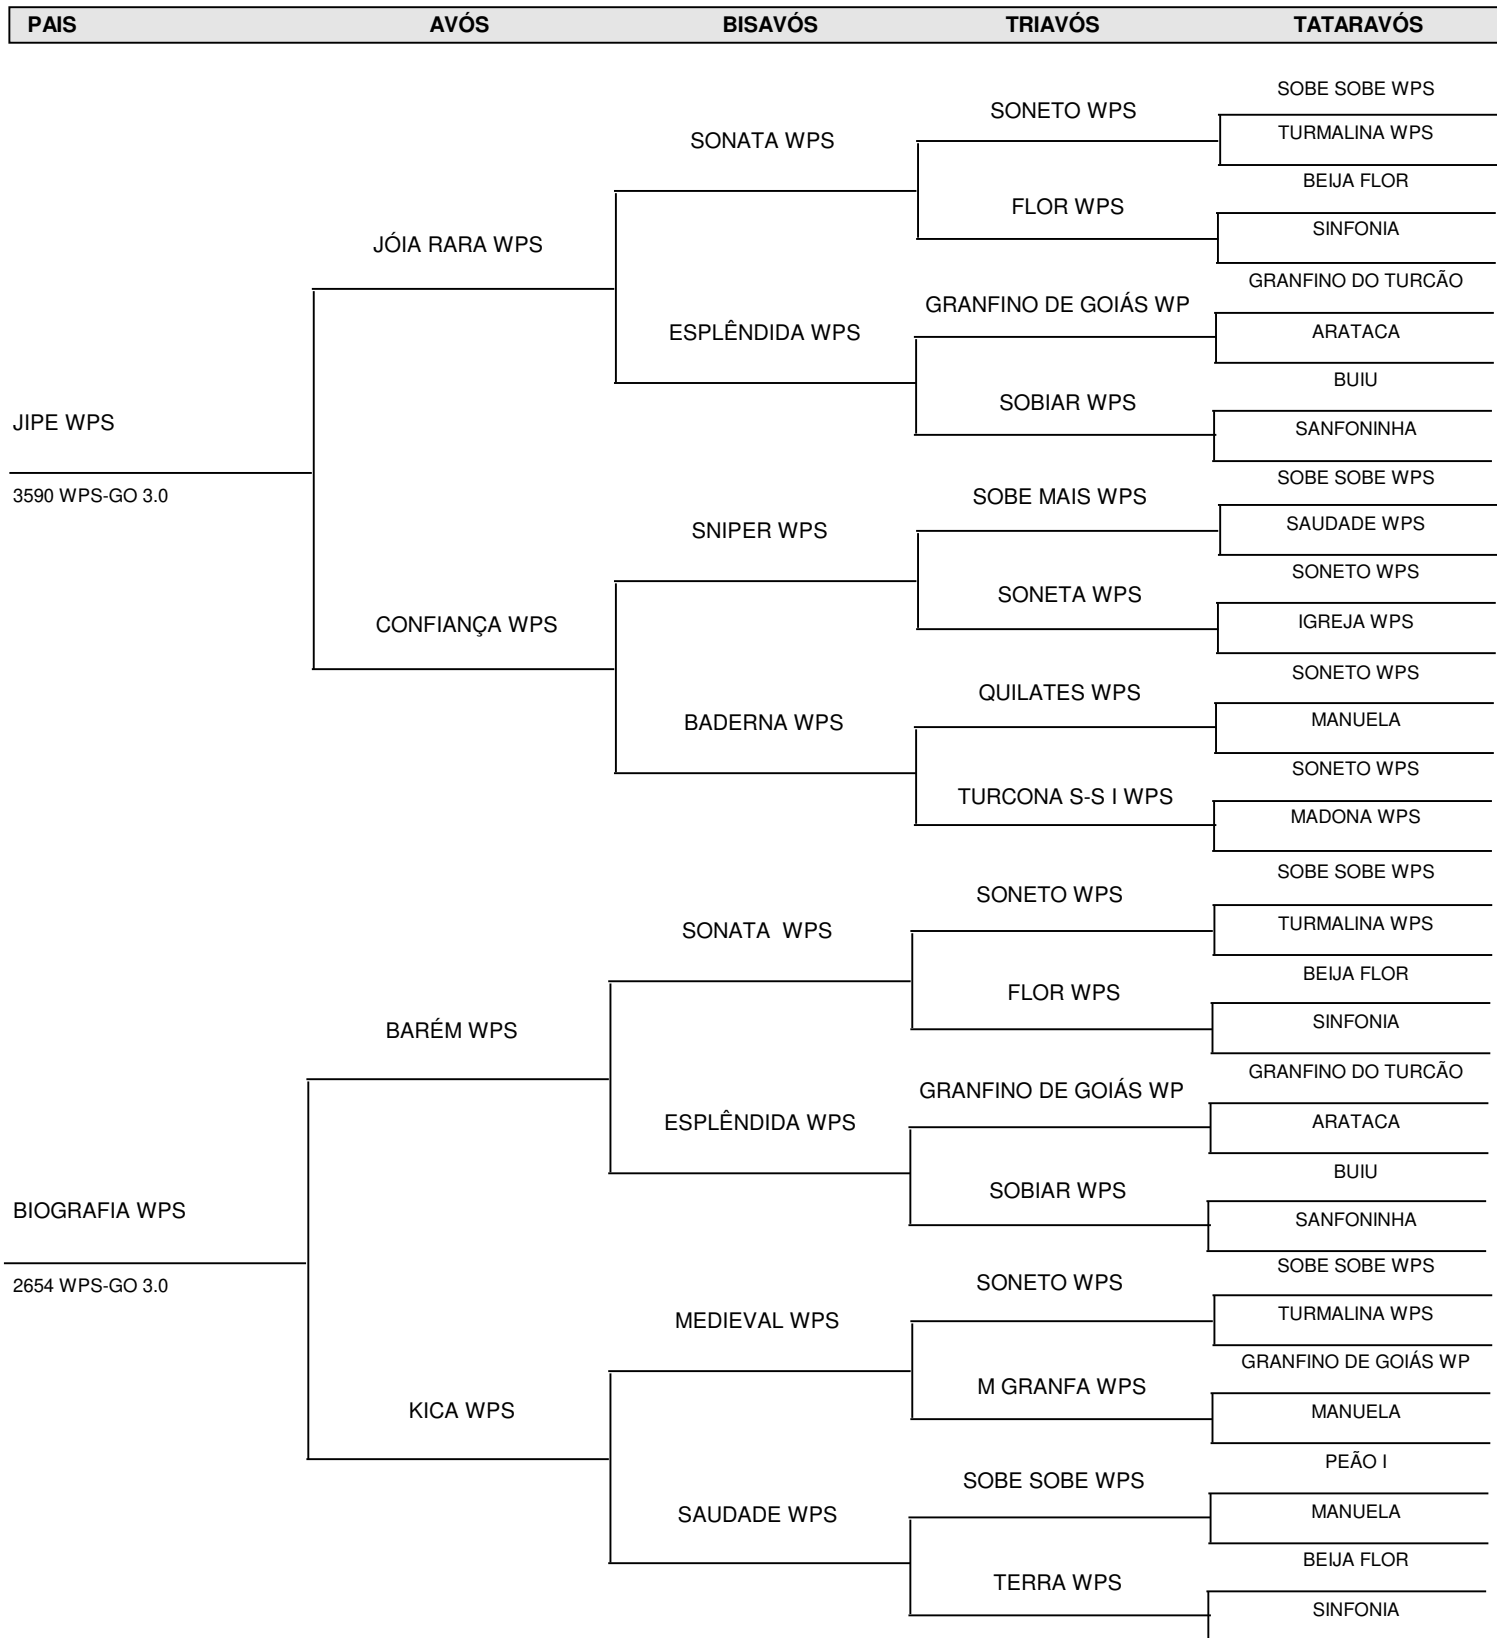 PAIS AVÓS BISAVÓS TRIAVÓS TATARAVÓS
SOBE SOBE WPS
SONETO WPS
TURMALINA WPS
SONATA WPS
BEIJA FLOR
FLOR WPS
SINFONIA
JÓIA RARA WPS
GRANFINO DO TURCÃO
GRANFINO DE GOIÁS WP
ESPLÊNDIDA WPS
ARATACA
BUIU
SOBIAR WPS
JIPE WPS
SANFONINHA
SOBE SOBE WPS
3590 WPS-GO 3.0
SOBE MAIS WPS
SNIPER WPS
SAUDADE WPS
SONETO WPS
SONETA WPS
CONFIANÇA WPS
IGREJA WPS
SONETO WPS
QUILATES WPS
BADERNA WPS
MANUELA
SONETO WPS
TURCONA S-S I WPS
MADONA WPS
SOBE SOBE WPS
SONETO WPS
SONATA WPS
TURMALINA WPS
BEIJA FLOR
FLOR WPS
BARÉM WPS
SINFONIA
GRANFINO DO TURCÃO
GRANFINO DE GOIÁS WP
ESPLÊNDIDA WPS
ARATACA
BUIU
SOBIAR WPS
BIOGRAFIA WPS
SANFONINHA
SOBE SOBE WPS
2654 WPS-GO 3.0
SONETO WPS
MEDIEVAL WPS
TURMALINA WPS
GRANFINO DE GOIÁS WP
M GRANFA WPS
KICA WPS
MANUELA
PEÃO I
SOBE SOBE WPS
SAUDADE WPS
MANUELA
BEIJA FLOR
TERRA WPS
SINFONIA